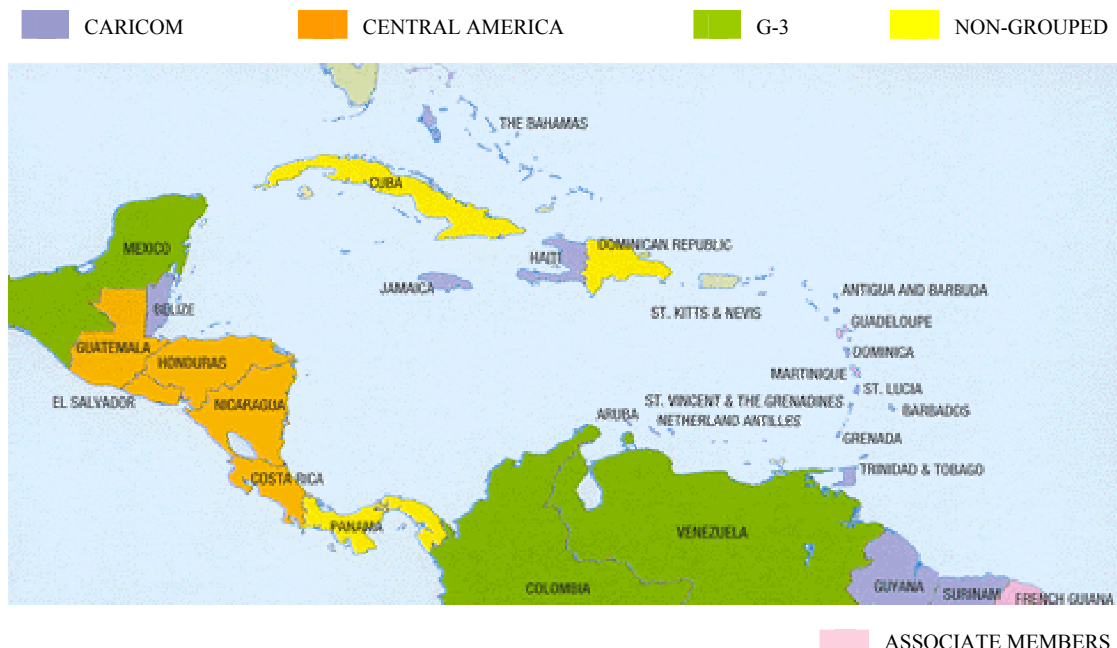 CARICOM CENTRAL AMERICA G-3 NON-GROUPED
THE BAHAMAS
CUBA
DOMINICAN REPUBLIC
MEXICO
HAITI
JAMAICA
ANTIGUA AND BARBUDA
BELIZE
ST. KITTS & NEVIS
GUADELOUPE
GUATEMALA
DOMINICA
HONDURAS
MARTINIQUE
ST. LUCIA
EL SALVADOR
NICARAGUA
ST. VINCENT & THE GRENADINES
BARBADOS
ARUBA
NETHERLAND ANTILLES
GRENADA
TRINIDAD & TOBAGO
COSTA RICA
PANAMA
VENEZUELA
COLOMBIA
GUYANA
SURINAM
FRENCH GUIANA
ASSOCIATE MEMBERS